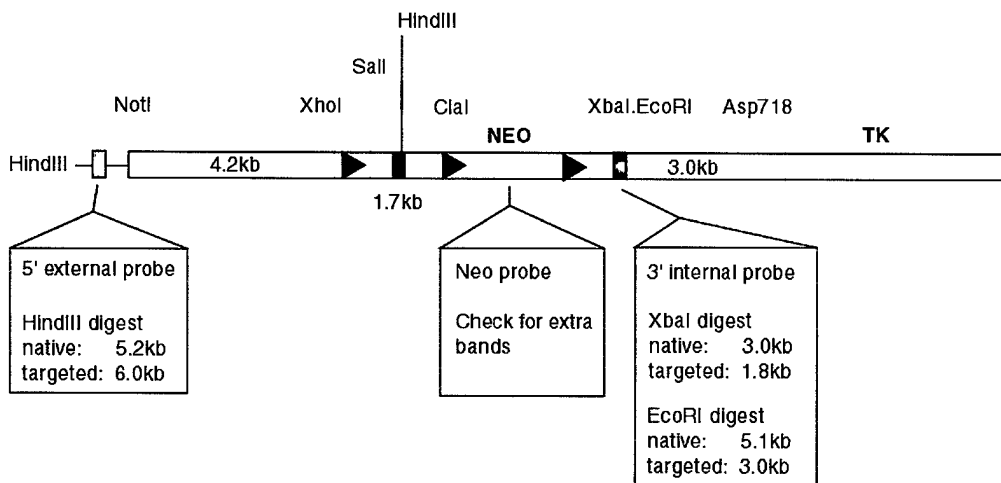 HindIII
SalI
NotI
XhoI
ClaI
XbaI.EcoRI
Asp718
NEO
TK
HindIII
4.2kb
3.0kb
1.7kb
5' external probe
HindIII digest
native: 5.2kb
targeted: 6.0kb
Neo probe
Check for extra
bands
3' internal probe
XbaI digest
native: 3.0kb
targeted: 1.8kb
EcoRI digest
native: 5.1kb
targeted: 3.0kb